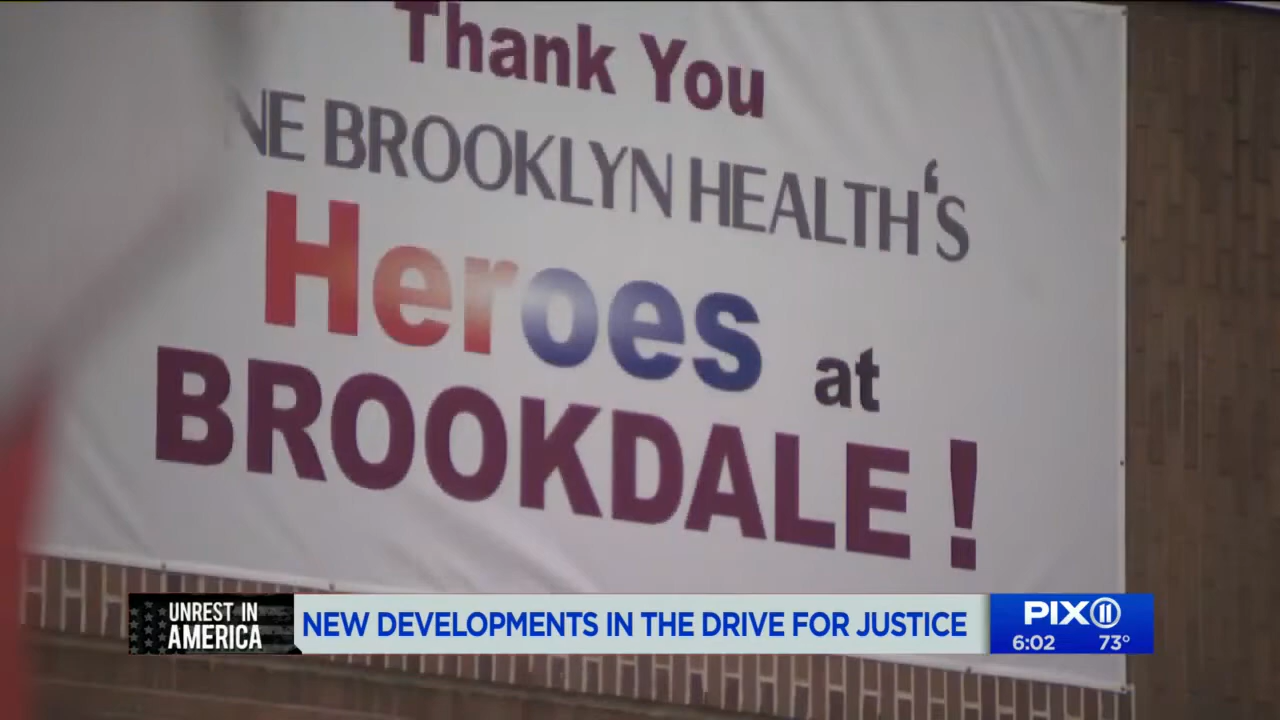 Thank You
NE BROOKLYN HEALTH'S
Heroes at
BROOKDALE!
UNREST IN
AMERICA
NEW DEVELOPMENTS IN THE DRIVE FOR JUSTICE
PIX11
6:02 73°